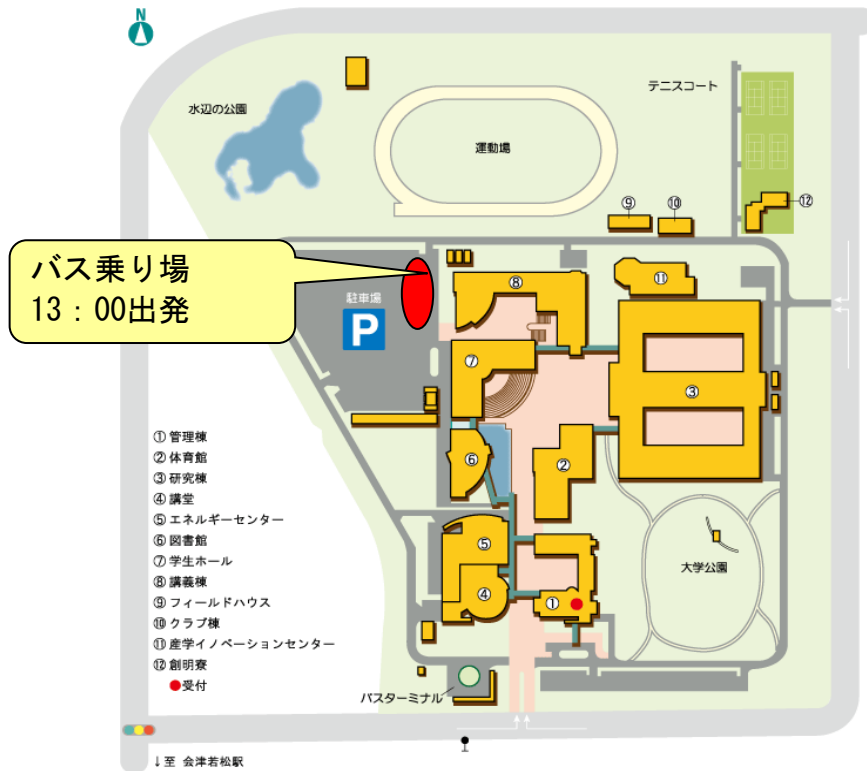 N
水辺の公園
運動場
テニスコート
⑨
⑩
⑫
バス乗り場
13：00出発
駐車場
P
⑧
⑪
⑦
③
⑥
②
⑤
④
①
大学公園
①管理棟
②体育館
③研究棟
④講堂
⑤エネルギーセンター
⑥図書館
⑦学生ホール
⑧講義棟
⑨フィールドハウス
⑩クラブ棟
⑪産学イノベーションセンター
⑫創明寮
●受付
バスターミナル
↓至 会津若松駅